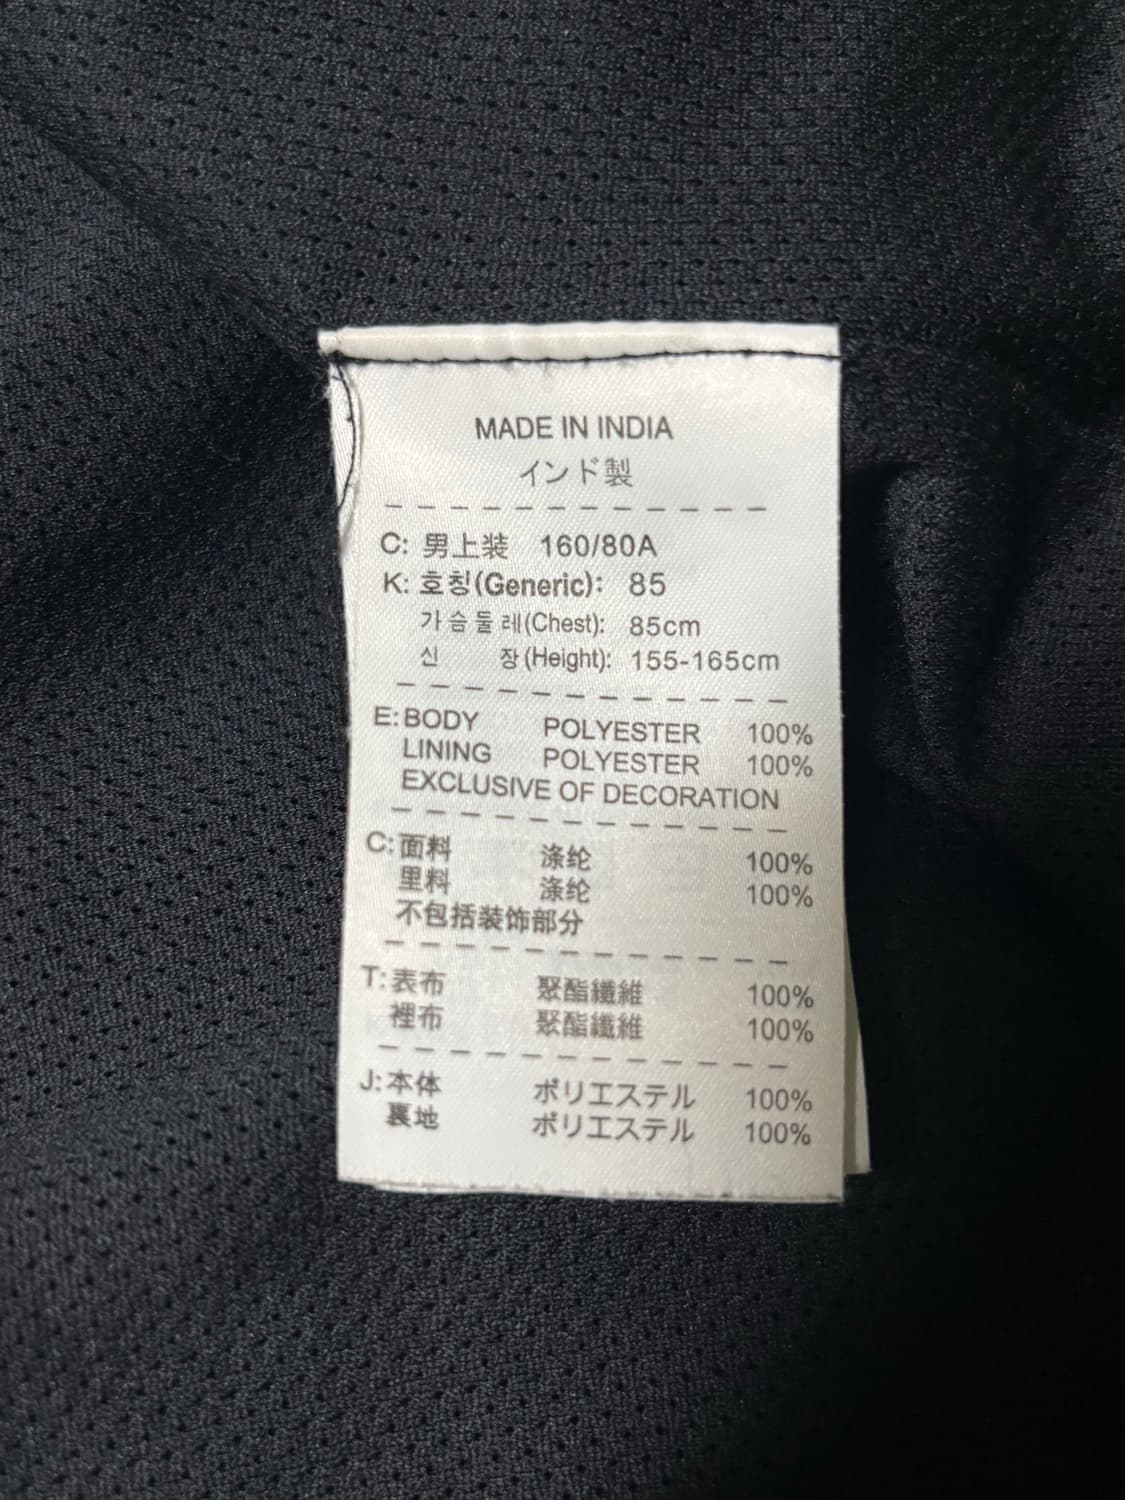 MADE IN INDIA
インド製
C: 男上装 160/80A
K: 호칭(Generic): 85
가슴둘레(Chest): 85cm
신 장(Height): 155-165cm
E: BODY POLYESTER 100%
LINING POLYESTER 100%
EXCLUSIVE OF DECORATION
C: 面料 涤纶 100%
里料 涤纶 100%
不包括装饰部分
T: 表布 聚酯纖維 100%
裡布 聚酯纖維 100%
J: 本体 ポリエステル 100%
裏地 ポリエステル 100%